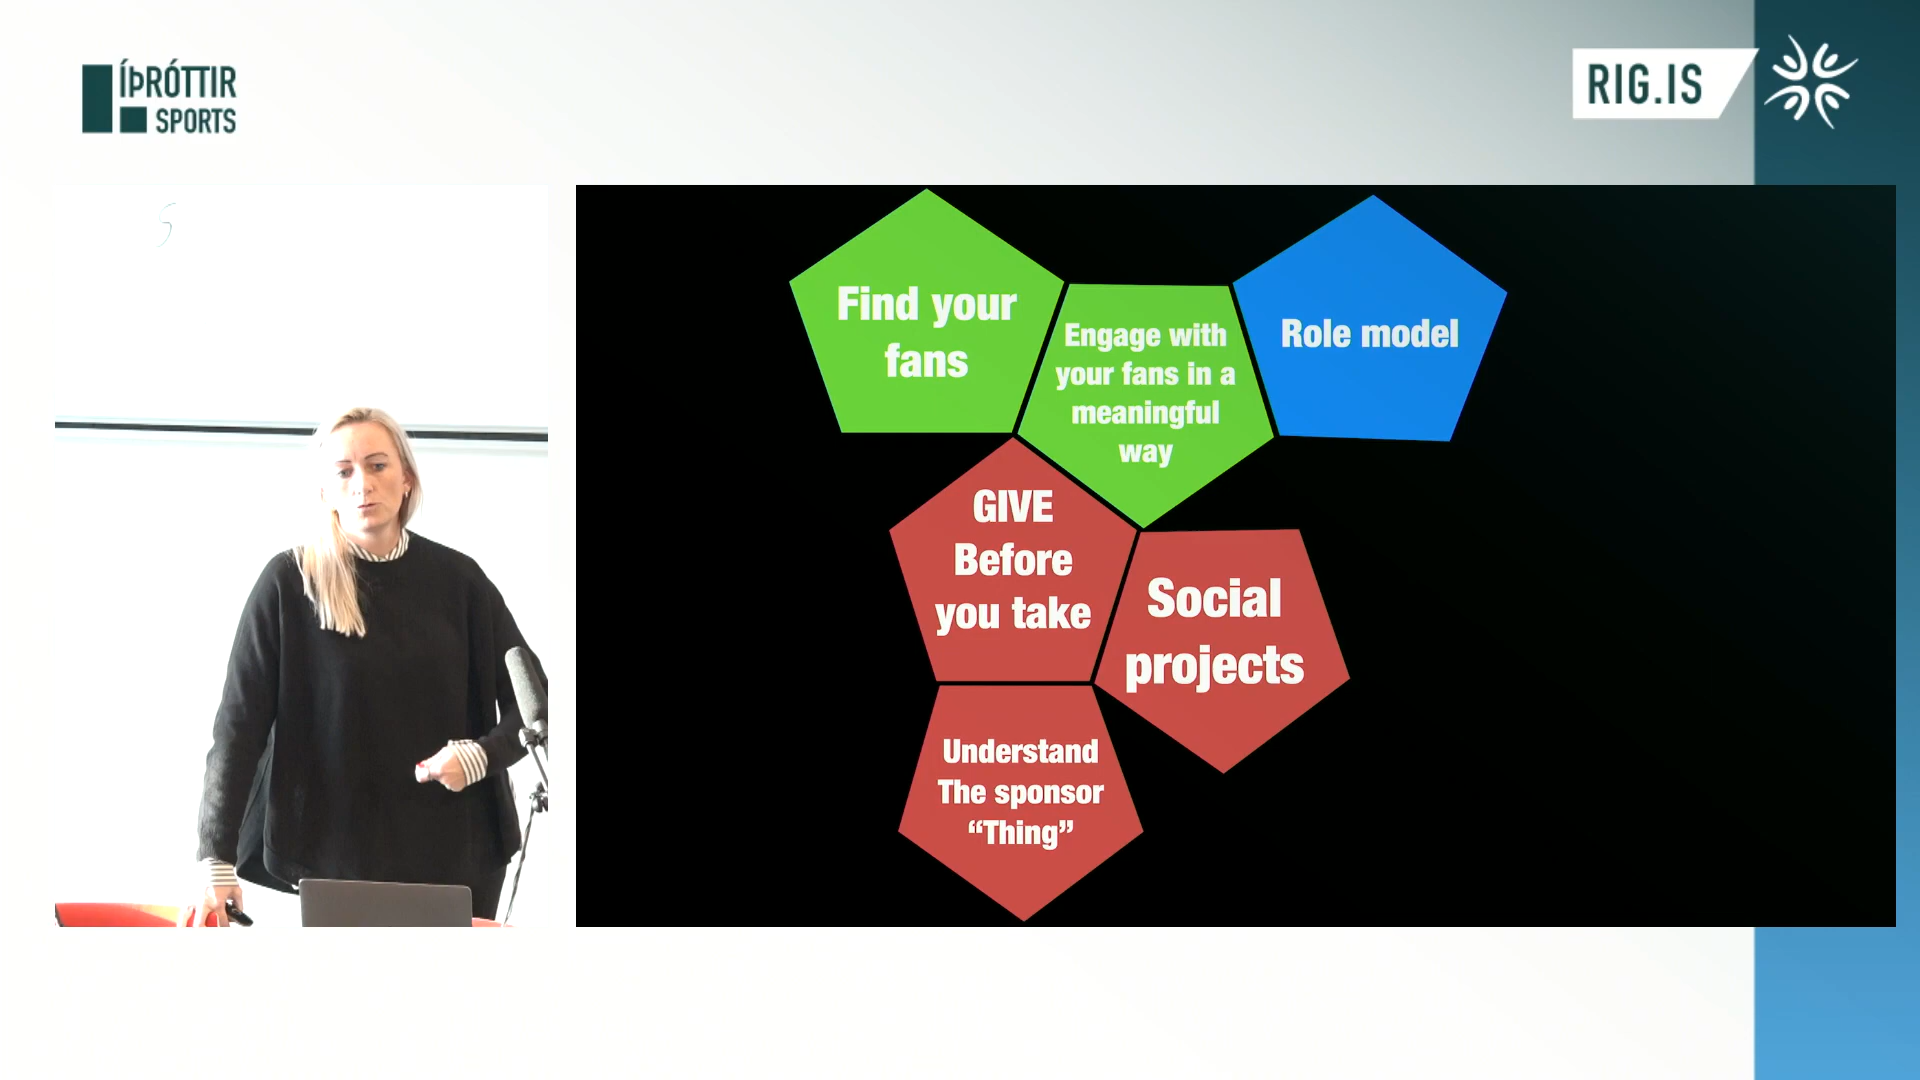 ÍÞRÓTTIR
SPORTS
RIG.IS
Find your
fans
Engage with
your fans in a
meaningful
way
Role model
GIVE
Before
you take
Social
projects
Understand
The sponsor
“Thing”